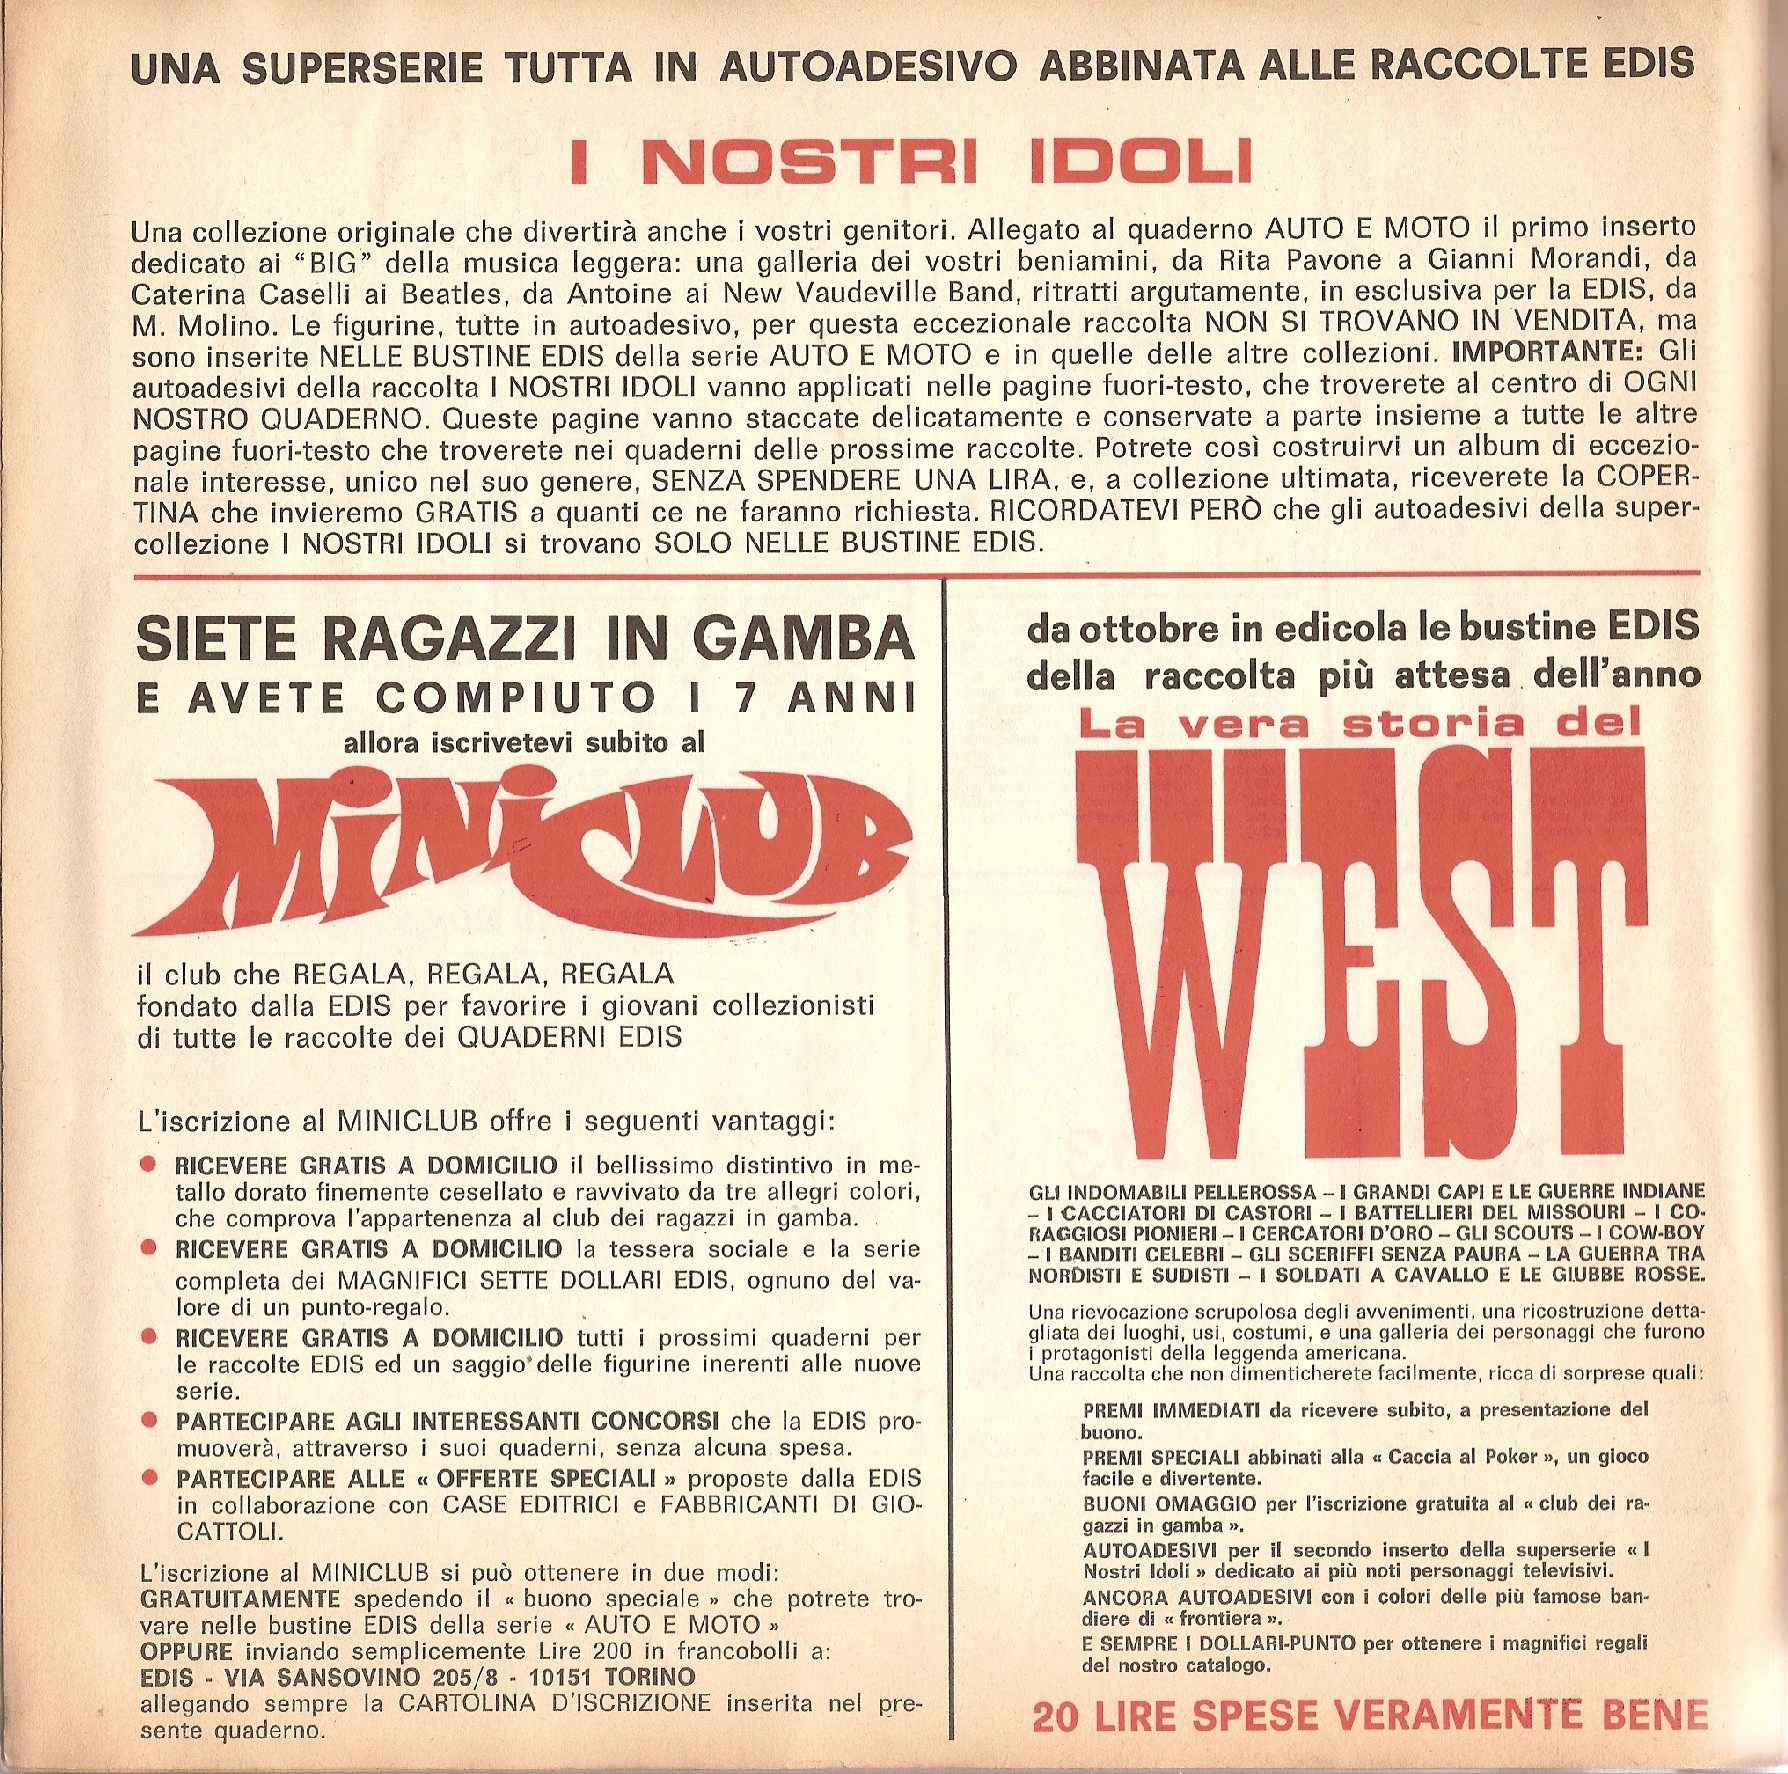 UNA SUPERSERIE TUTTA IN AUTOADESIVO ABBINATA ALLE RACCOLTE EDIS
I NOSTRI IDOLI
Una collezione originale che divertirà anche i vostri genitori. Allegato al quaderno AUTO E MOTO il primo inserto
dedicato ai “BIG” della musica leggera: una galleria dei vostri beniamini, da Rita Pavone a Gianni Morandi, da
Caterina Caselli ai Beatles, da Antoine ai New Vaudeville Band, ritratti argutamente, in esclusiva per la EDIS, da
M. Molino. Le figurine, tutte in autoadesivo, per questa eccezionale raccolta NON SI TROVANO IN VENDITA, ma
sono inserite NELLE BUSTINE EDIS della serie AUTO E MOTO e in quelle delle altre collezioni. IMPORTANTE: Gli
autoadesivi della raccolta I NOSTRI IDOLI vanno applicati nelle pagine fuori-testo, che troverete al centro di OGNI
NOSTRO QUADERNO. Queste pagine vanno staccate delicatamente e conservate a parte insieme a tutte le altre
pagine fuori-testo che troverete nei quaderni delle prossime raccolte. Potrete così costruirvi un album di eccezio-
nale interesse, unico nel suo genere, SENZA SPENDERE UNA LIRA, e, a collezione ultimata, riceverete la COPER-
TINA che invieremo GRATIS a quanti ce ne faranno richiesta. RICORDATEVI PERÒ che gli autoadesivi della super-
collezione I NOSTRI IDOLI si trovano SOLO NELLE BUSTINE EDIS.
SIETE RAGAZZI IN GAMBA
E AVETE COMPIUTO I 7 ANNI
allora iscrivetevi subito al
MiNiCLUB
il club che REGALA, REGALA, REGALA
fondato dalla EDIS per favorire i giovani collezionisti
di tutte le raccolte dei QUADERNI EDIS
L'iscrizione al MINICLUB offre i seguenti vantaggi:
● RICEVERE GRATIS A DOMICILIO il bellissimo distintivo in me-
tallo dorato finemente cesellato e ravvivato da tre allegri colori,
che comprova l'appartenenza al club dei ragazzi in gamba.
● RICEVERE GRATIS A DOMICILIO la tessera sociale e la serie
completa dei MAGNIFICI SETTE DOLLARI EDIS, ognuno del va-
lore di un punto-regalo.
● RICEVERE GRATIS A DOMICILIO tutti i prossimi quaderni per
le raccolte EDIS ed un saggio delle figurine inerenti alle nuove
serie.
● PARTECIPARE AGLI INTERESSANTI CONCORSI che la EDIS pro-
muoverà, attraverso i suoi quaderni, senza alcuna spesa.
● PARTECIPARE ALLE « OFFERTE SPECIALI » proposte dalla EDIS
in collaborazione con CASE EDITRICI e FABBRICANTI DI GIO-
CATTOLI.
L'iscrizione al MINICLUB si può ottenere in due modi:
GRATUITAMENTE spedendo il « buono speciale » che potrete tro-
vare nelle bustine EDIS della serie « AUTO E MOTO »
OPPURE inviando semplicemente Lire 200 in francobolli a:
EDIS - VIA SANSOVINO 205/8 - 10151 TORINO
allegando sempre la CARTOLINA D'ISCRIZIONE inserita nel pre-
sente quaderno.
da ottobre in edicola le bustine EDIS
della raccolta più attesa dell'anno
La vera storia del
WEST
GLI INDOMABILI PELLEROSSA – I GRANDI CAPI E LE GUERRE INDIANE
– I CACCIATORI DI CASTORI – I BATTELLIERI DEL MISSOURI – I CO-
RAGGIOSI PIONIERI – I CERCATORI D'ORO – GLI SCOUTS – I COW-BOY
– I BANDITI CELEBRI – GLI SCERIFFI SENZA PAURA – LA GUERRA TRA
NORDISTI E SUDISTI – I SOLDATI A CAVALLO E LE GIUBBE ROSSE.
Una rievocazione scrupolosa degli avvenimenti, una ricostruzione detta-
gliata dei luoghi, usi, costumi, e una galleria dei personaggi che furono
i protagonisti della leggenda americana.
Una raccolta che non dimenticherete facilmente, ricca di sorprese quali:
PREMI IMMEDIATI da ricevere subito, a presentazione del
buono.
PREMI SPECIALI abbinati alla « Caccia al Poker », un gioco
facile e divertente.
BUONI OMAGGIO per l'iscrizione gratuita al « club dei ra-
gazzi in gamba ».
AUTOADESIVI per il secondo inserto della superserie « I
Nostri Idoli » dedicato ai più noti personaggi televisivi.
ANCORA AUTOADESIVI con i colori delle più famose ban-
diere di « frontiera ».
E SEMPRE I DOLLARI-PUNTO per ottenere i magnifici regali
del nostro catalogo.
20 LIRE SPESE VERAMENTE BENE